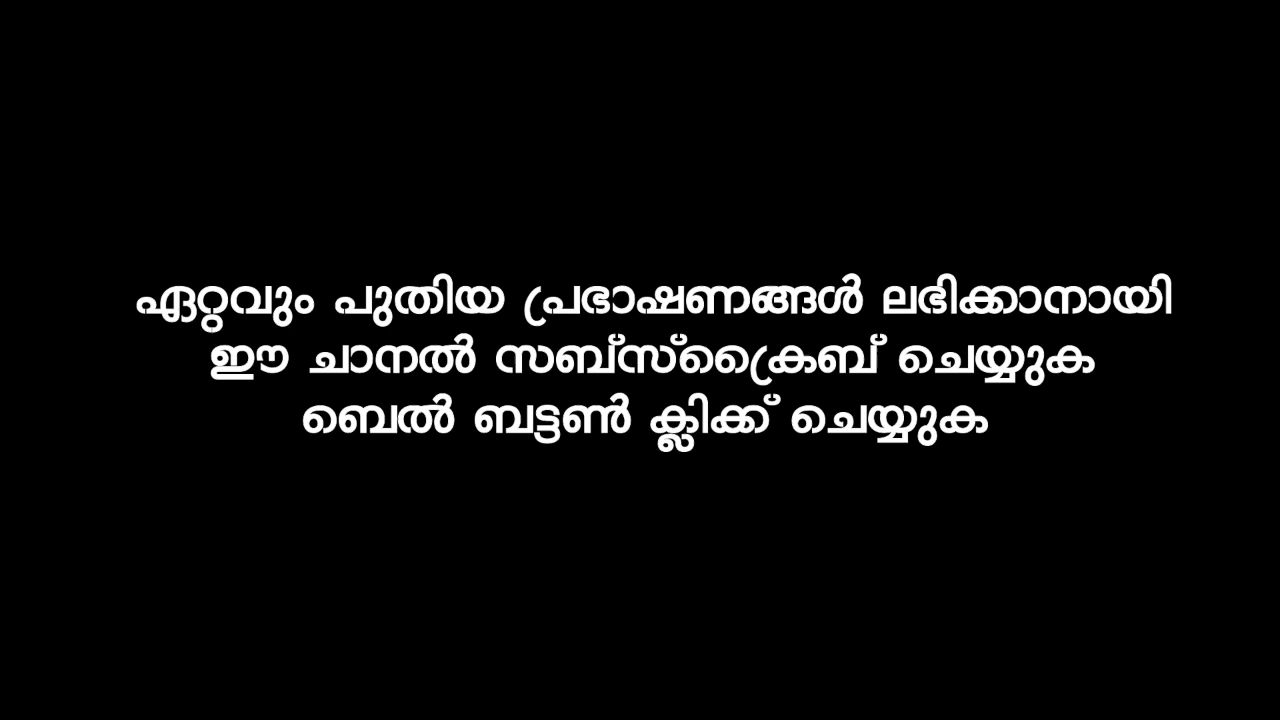 ഏറ്റവും പുതിയ പ്രഭാഷണങ്ങൾ ലഭിക്കാനായി
ഈ ചാനൽ സബ്സ്ക്രൈബ് ചെയ്യുക
ബെൽ ബട്ടൺ ക്ലിക്ക് ചെയ്യുക